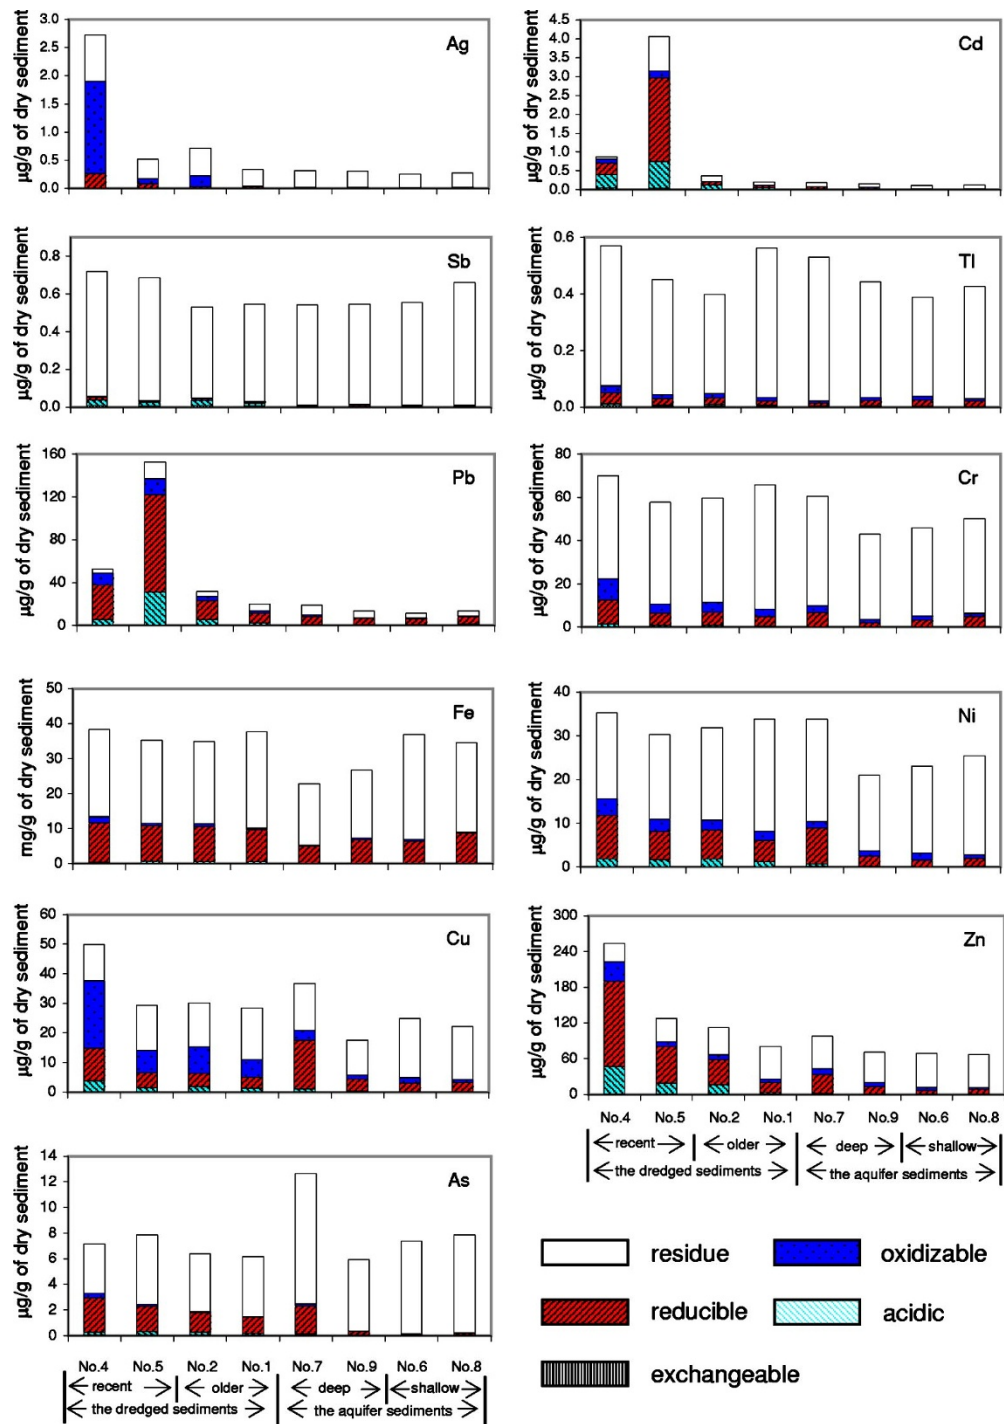 Ag
µg/g of dry sediment
3.0
2.5
2.0
1.5
1.0
0.5
0.0
Cd
µg/g of dry sediment
4.5
4.0
3.5
3.0
2.5
2.0
1.5
1.0
0.5
0.0
Sb
µg/g of dry sediment
0.8
0.6
0.4
0.2
0.0
Tl
µg/g of dry sediment
0.6
0.4
0.2
0.0
Pb
µg/g of dry sediment
160
120
80
40
0
Cr
µg/g of dry sediment
80
60
40
20
0
Fe
mg/g of dry sediment
50
40
30
20
10
0
Ni
µg/g of dry sediment
40
30
20
10
0
Cu
µg/g of dry sediment
60
50
40
30
20
10
0
Zn
µg/g of dry sediment
300
240
180
120
60
0
No.4 No.5 No.2 No.1 No.7 No.9 No.6 No.8
recent older deep shallow
the dredged sediments the aquifer sediments
As
µg/g of dry sediment
14
12
10
8
6
4
2
0
No.4 No.5 No.2 No.1 No.7 No.9 No.6 No.8
recent older deep shallow
the dredged sediments the aquifer sediments
residue oxidizable
reducible acidic
exchangeable